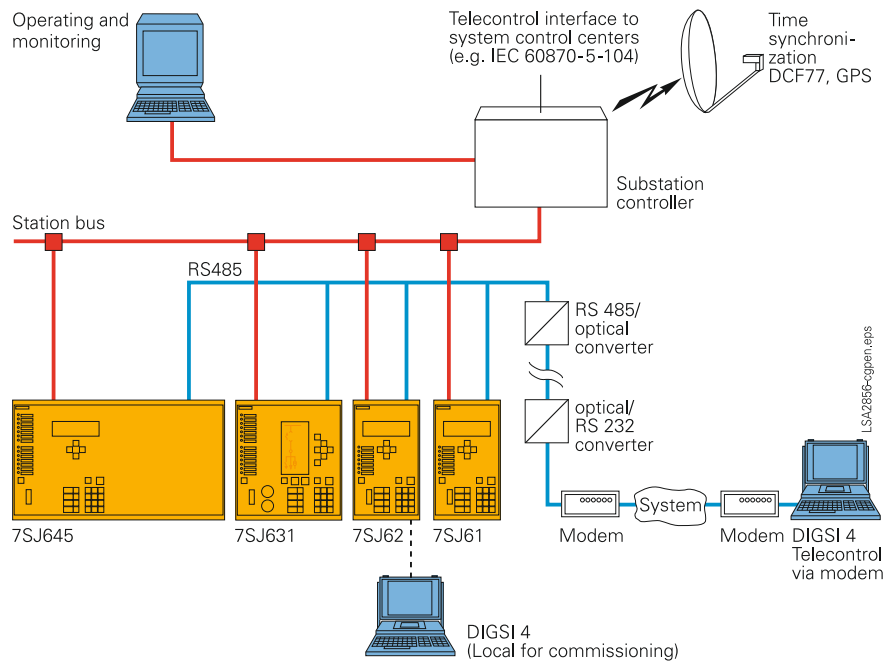 Operating and
monitoring
Telecontrol interface to
system control centers
(e.g. IEC 60870-5-104)
Time
synchroni-
zation
DCF77, GPS
Substation
controller
Station bus
RS485
RS 485/
optical
converter
optical/
RS 232
converter
LSA2856-cgpen.eps
7SJ645
7SJ631
7SJ62
7SJ61
Modem
System
Modem
DIGSI 4
Telecontrol
via modem
DIGSI 4
(Local for commissioning)